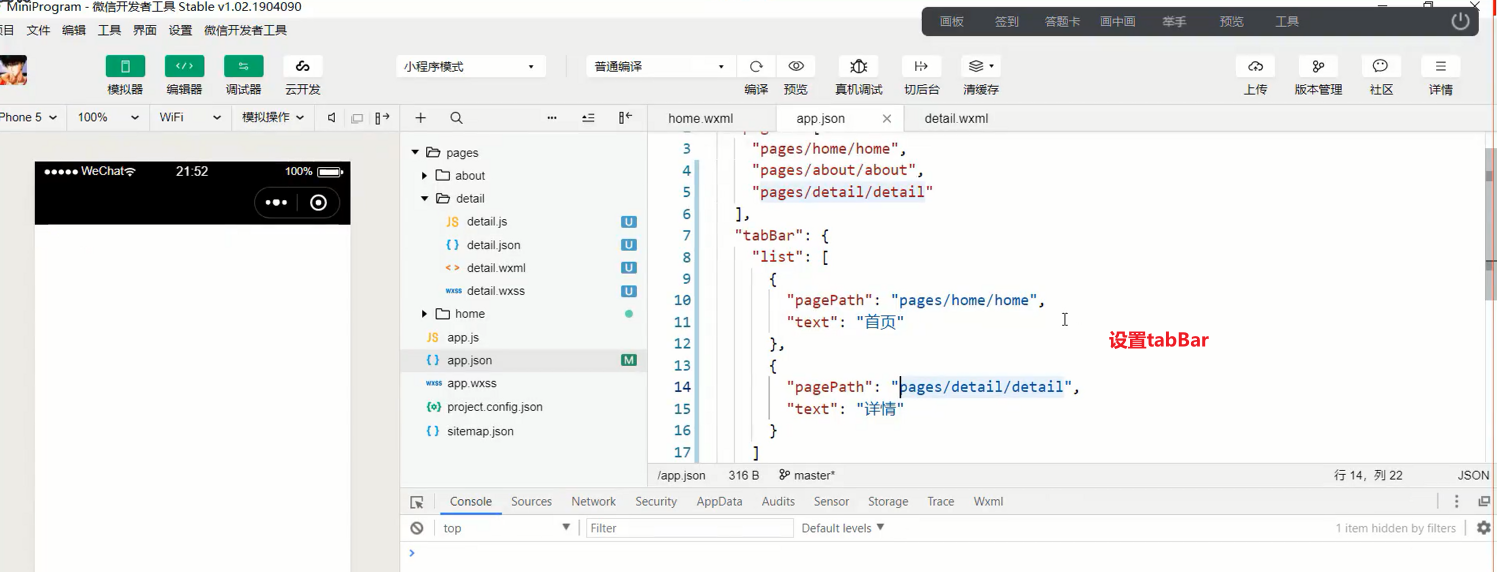 MiniProgram - 微信开发者工具 Stable v1.02.1904090
画板 签到 答题卡 画中画 举手 预览 工具
项目 文件 编辑 工具 界面 设置 微信开发者工具
小程序模式 普通编译
模拟器 编辑器 调试器 云开发 编译 预览 真机调试 切后台 清缓存 上传 版本管理 社区 详情
Phone 5 100% WiFi 模拟操作
home.wxml app.json detail.wxml
WeChat 21:52 100%
pages
about
detail
JS detail.js U
{ } detail.json U
< > detail.wxml U
wxss detail.wxss U
home
JS app.js
{ } app.json M
wxss app.wxss
{o} project.config.json
{ } sitemap.json
3 "pages/home/home",
4 "pages/about/about",
5 "pages/detail/detail"
6 ],
7 "tabBar": {
8 "list": [
9 {
10 "pagePath": "pages/home/home",
11 "text": "首页"
12 },
13 {
14 "pagePath": "pages/detail/detail",
15 "text": "详情"
16 }
17 ]
设置tabBar
/app.json 316 B master* 行 14，列 22 JSON
Console Sources Network Security AppData Audits Sensor Storage Trace Wxml
top Filter Default levels 1 item hidden by filters